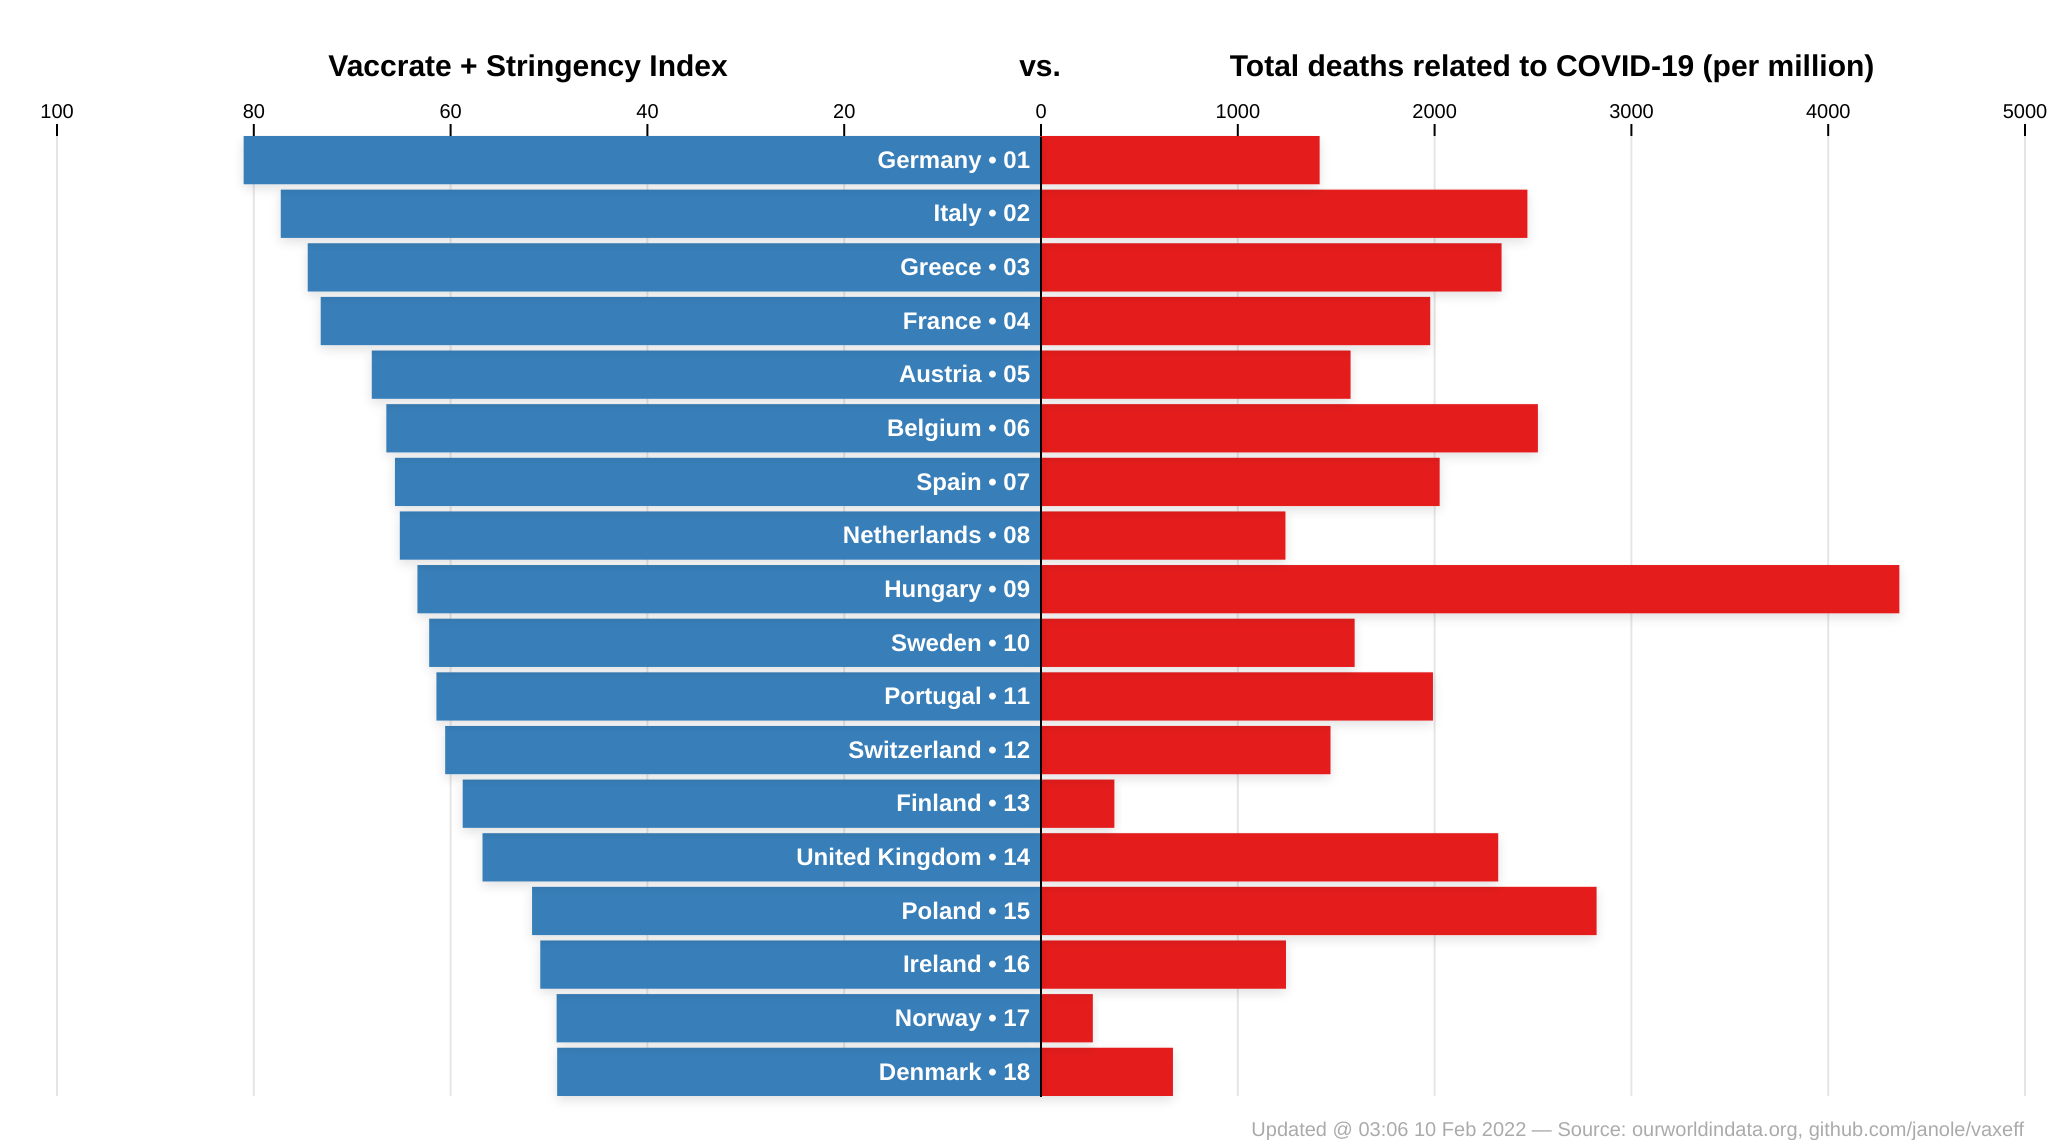 Vaccrate + Stringency Index vs. Total deaths related to COVID-19 (per million)
100 80 60 40 20 0 1000 2000 3000 4000 5000
Germany • 01
Italy • 02
Greece • 03
France • 04
Austria • 05
Belgium • 06
Spain • 07
Netherlands • 08
Hungary • 09
Sweden • 10
Portugal • 11
Switzerland • 12
Finland • 13
United Kingdom • 14
Poland • 15
Ireland • 16
Norway • 17
Denmark • 18
Updated @ 03:06 10 Feb 2022 — Source: ourworldindata.org, github.com/janole/vaxeff